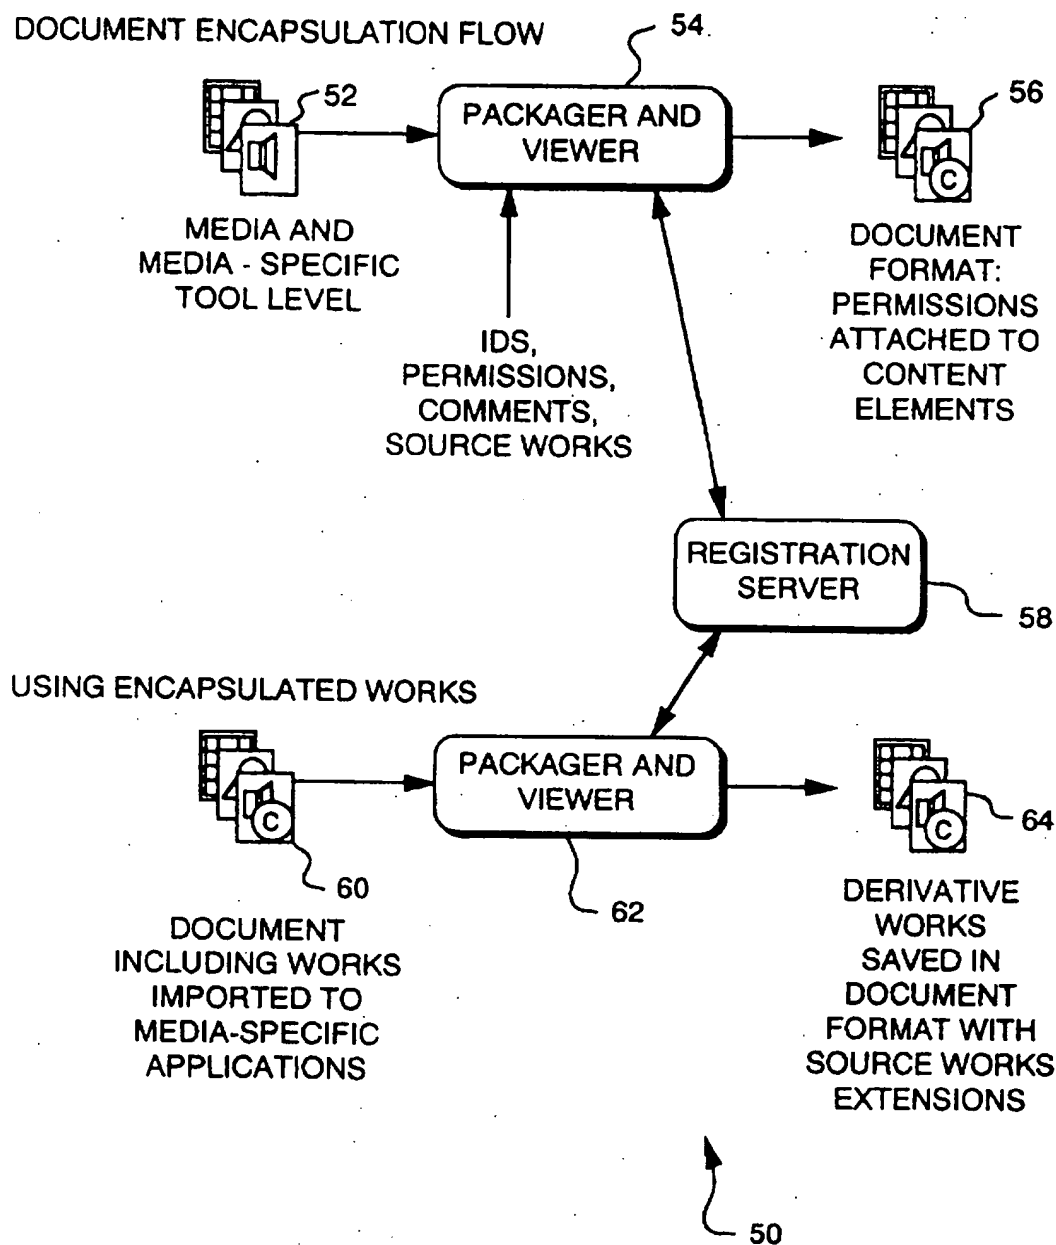 DOCUMENT ENCAPSULATION FLOW
54
52
PACKAGER AND
VIEWER
56
C
MEDIA AND
MEDIA - SPECIFIC
TOOL LEVEL
DOCUMENT
FORMAT:
PERMISSIONS
ATTACHED TO
CONTENT
ELEMENTS
IDS,
PERMISSIONS,
COMMENTS,
SOURCE WORKS
REGISTRATION
SERVER
58
USING ENCAPSULATED WORKS
C
60
PACKAGER AND
VIEWER
62
C
64
DOCUMENT
INCLUDING WORKS
IMPORTED TO
MEDIA-SPECIFIC
APPLICATIONS
DERIVATIVE
WORKS
SAVED IN
DOCUMENT
FORMAT WITH
SOURCE WORKS
EXTENSIONS
50